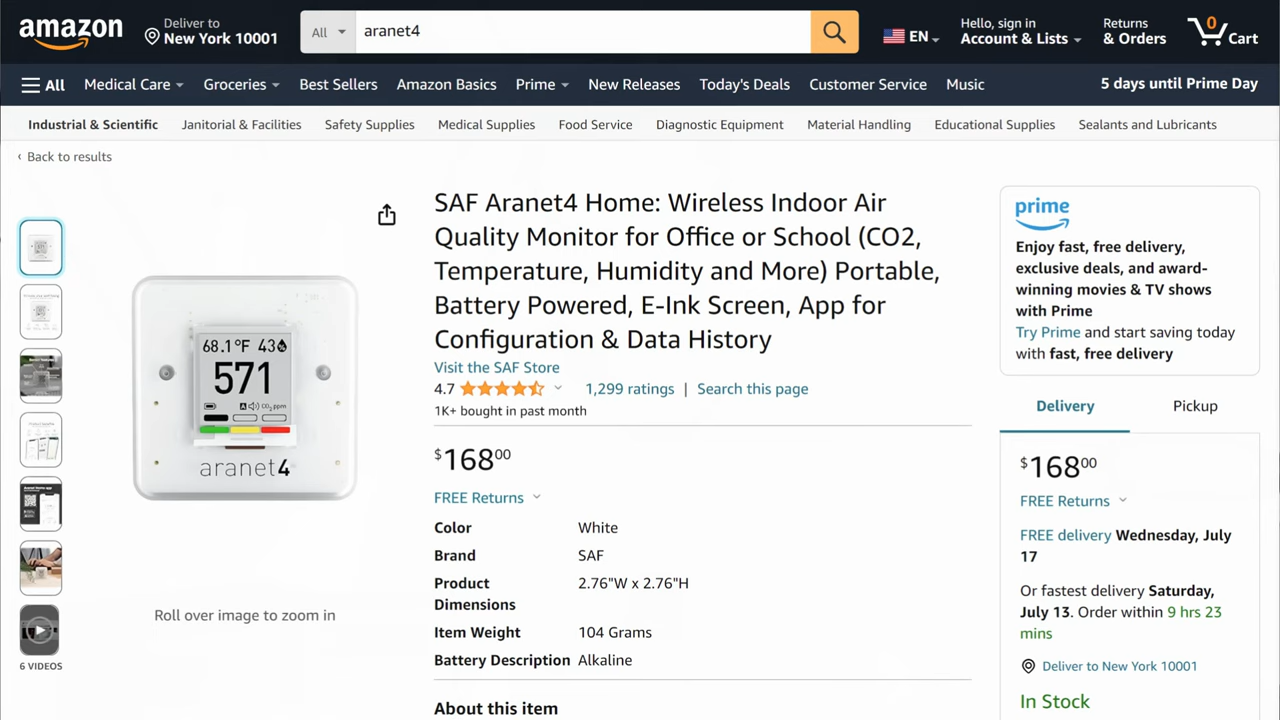 amazon
Deliver to
New York 10001
All
aranet4
EN
Hello, sign in
Account & Lists
Returns
& Orders
0
Cart
All
Medical Care
Groceries
Best Sellers
Amazon Basics
Prime
New Releases
Today's Deals
Customer Service
Music
5 days until Prime Day
Industrial & Scientific
Janitorial & Facilities
Safety Supplies
Medical Supplies
Food Service
Diagnostic Equipment
Material Handling
Educational Supplies
Sealants and Lubricants
‹ Back to results
6 VIDEOS
68.1°F 43
571
A CO₂ ppm
aranet4
Roll over image to zoom in
SAF Aranet4 Home: Wireless Indoor Air
Quality Monitor for Office or School (CO2,
Temperature, Humidity and More) Portable,
Battery Powered, E-Ink Screen, App for
Configuration & Data History
Visit the SAF Store
4.7
1,299 ratings | Search this page
1K+ bought in past month
$16800
FREE Returns
Color White
Brand SAF
Product 2.76"W x 2.76"H
Dimensions
Item Weight 104 Grams
Battery Description Alkaline
About this item
prime
Enjoy fast, free delivery,
exclusive deals, and award-
winning movies & TV shows
with Prime
Try Prime and start saving today
with fast, free delivery
Delivery
Pickup
$16800
FREE Returns
FREE delivery Wednesday, July
17
Or fastest delivery Saturday,
July 13. Order within 9 hrs 23
mins
Deliver to New York 10001
In Stock